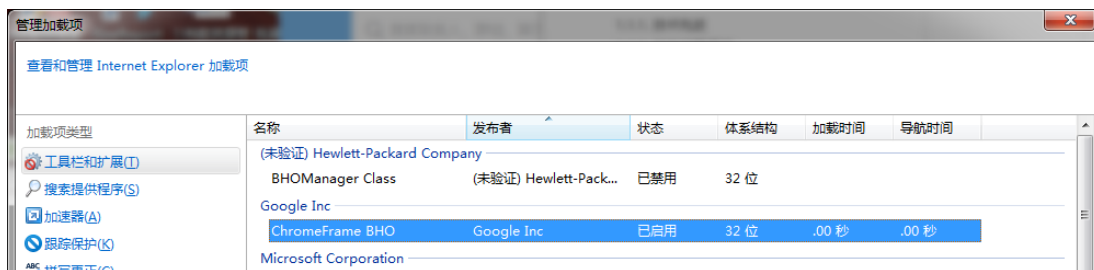 管理加载项
查看和管理 Internet Explorer 加载项
加载项类型
工具栏和扩展(T)
搜索提供程序(S)
加速器(A)
跟踪保护(K)
拼写更正(C)
名称 发布者 状态 体系结构 加载时间 导航时间
(未验证) Hewlett-Packard Company
BHOManager Class (未验证) Hewlett-Pack... 已禁用 32 位
Google Inc
ChromeFrame BHO Google Inc 已启用 32 位 .00 秒 .00 秒
Microsoft Corporation